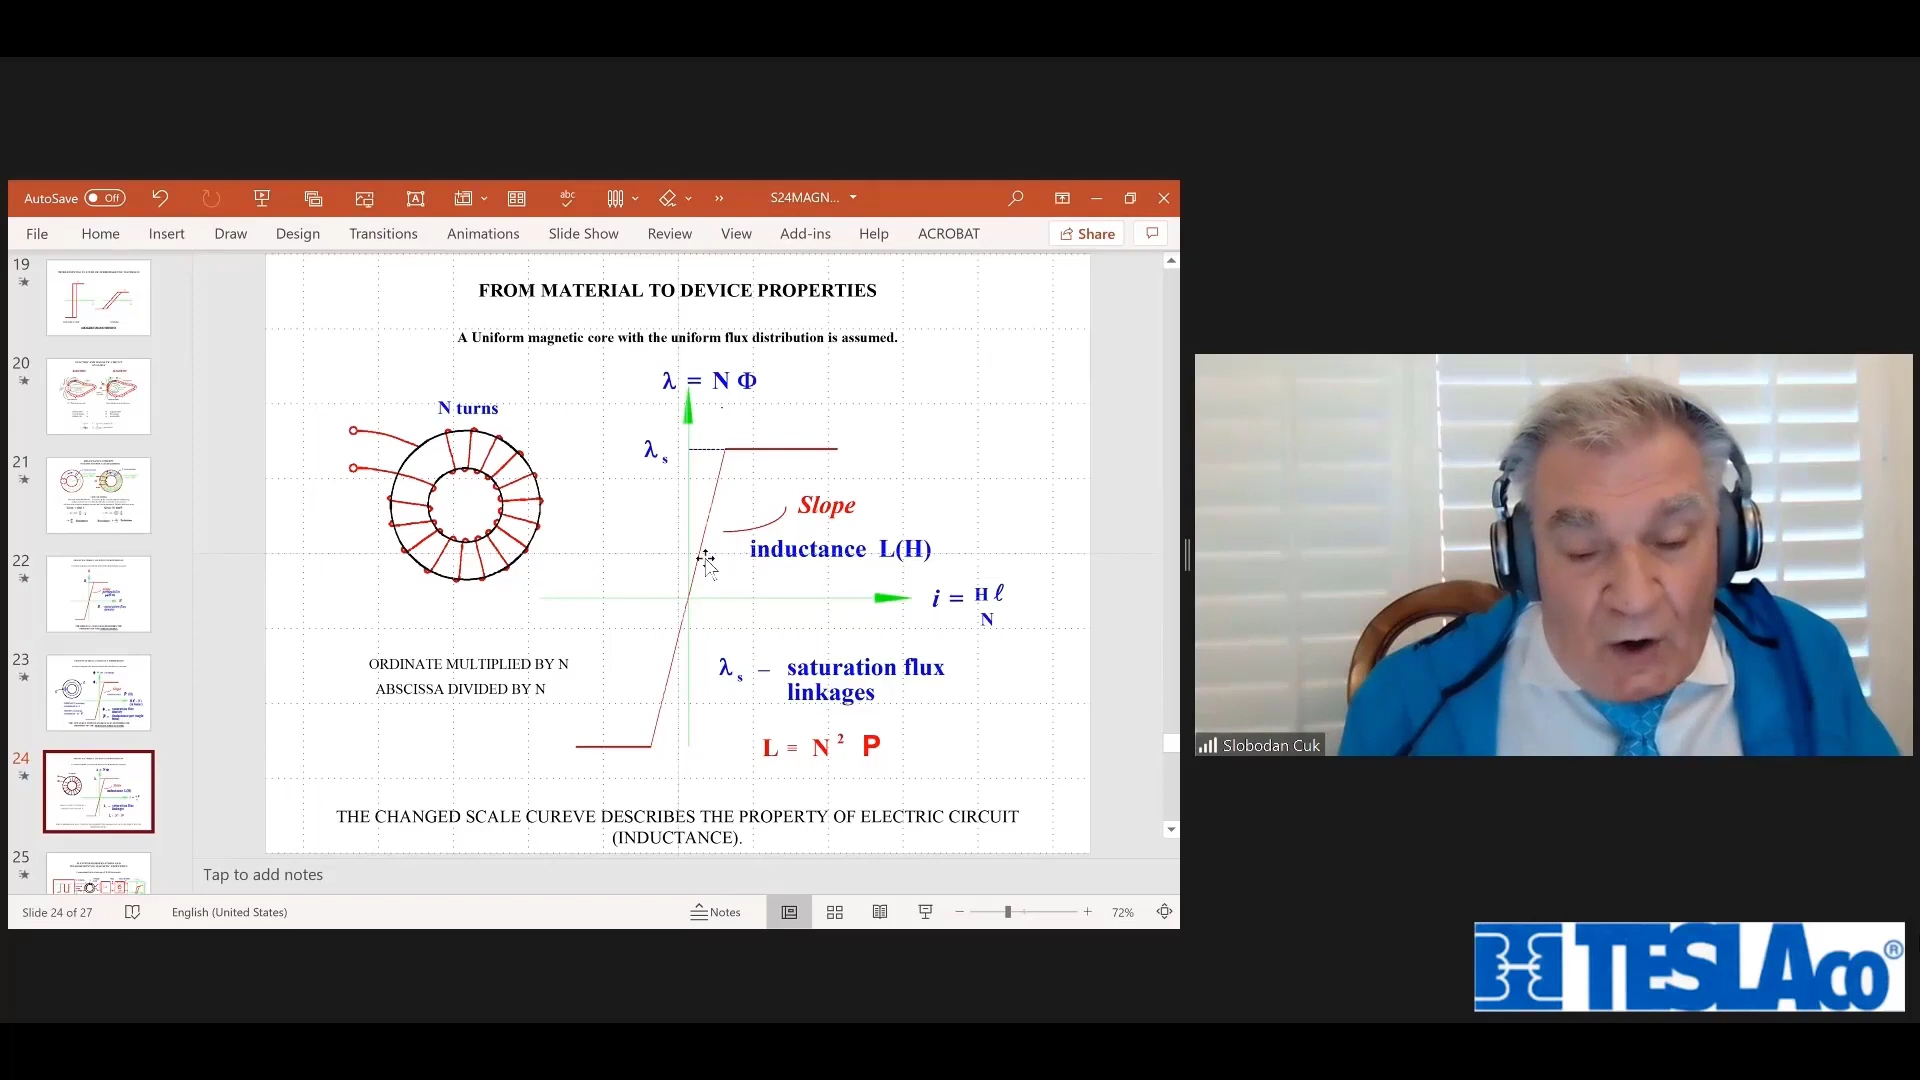 AutoSave Off
S24MAGN...
File Home Insert Draw Design Transitions Animations Slide Show Review View Add-ins Help ACROBAT Share
19
20
21
22
23
24
25
FROM MATERIAL TO DEVICE PROPERTIES
A Uniform magnetic core with the uniform flux distribution is assumed.
λ = N Φ
N turns
λ s
Slope
inductance L(H)
i = H ℓ
N
ORDINATE MULTIPLIED BY N
ABSCISSA DIVIDED BY N
λ s – saturation flux
linkages
L = N 2 P
THE CHANGED SCALE CUREVE DESCRIBES THE PROPERTY OF ELECTRIC CIRCUIT
(INDUCTANCE).
Tap to add notes
Slide 24 of 27 English (United States) Notes 72%
Slobodan Cuk
TESLAco®